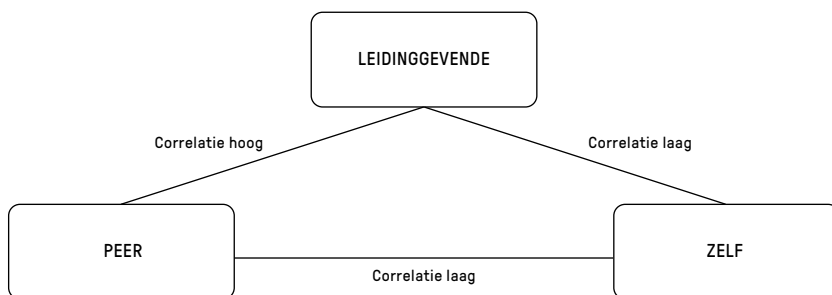 LEIDINGGEVENDE
Correlatie hoog
Correlatie laag
PEER
ZELF
Correlatie laag